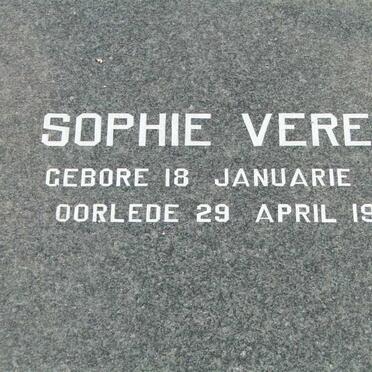 SOPHIE VERE
GEBORE 18 JANUARIE
OORLEDE 29 APRIL 19